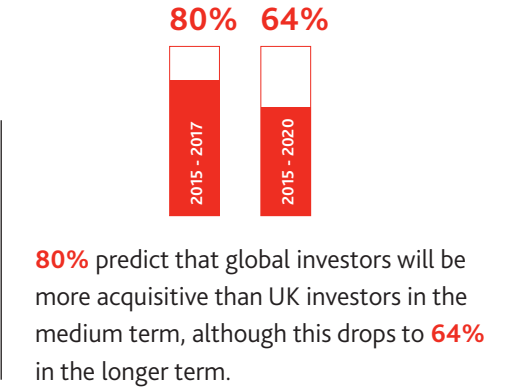 80% 64%
2015 - 2017
2015 - 2020
80% predict that global investors will be
more acquisitive than UK investors in the
medium term, although this drops to 64%
in the longer term.